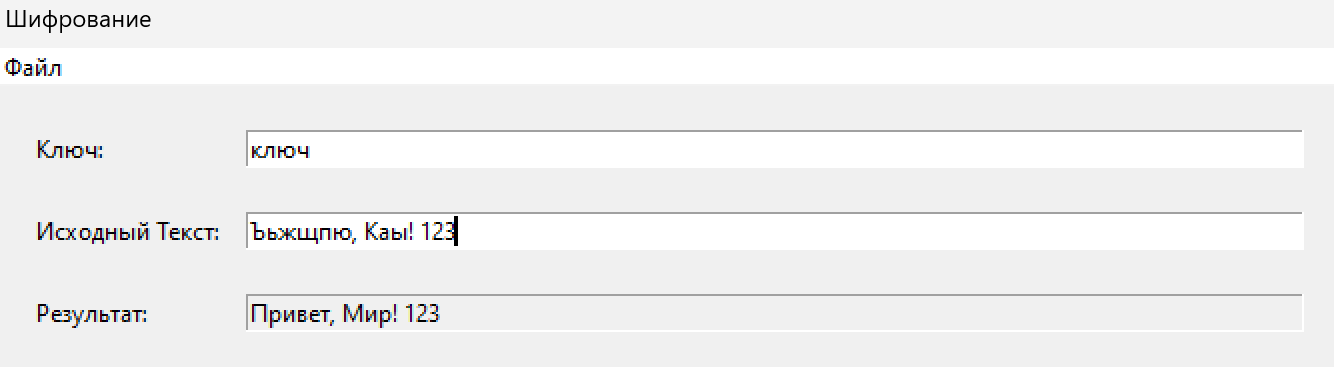 Шифрование
Файл
Ключ: ключ
Исходный Текст: Ъьжщпю, Каы! 123
Результат: Привет, Мир! 123